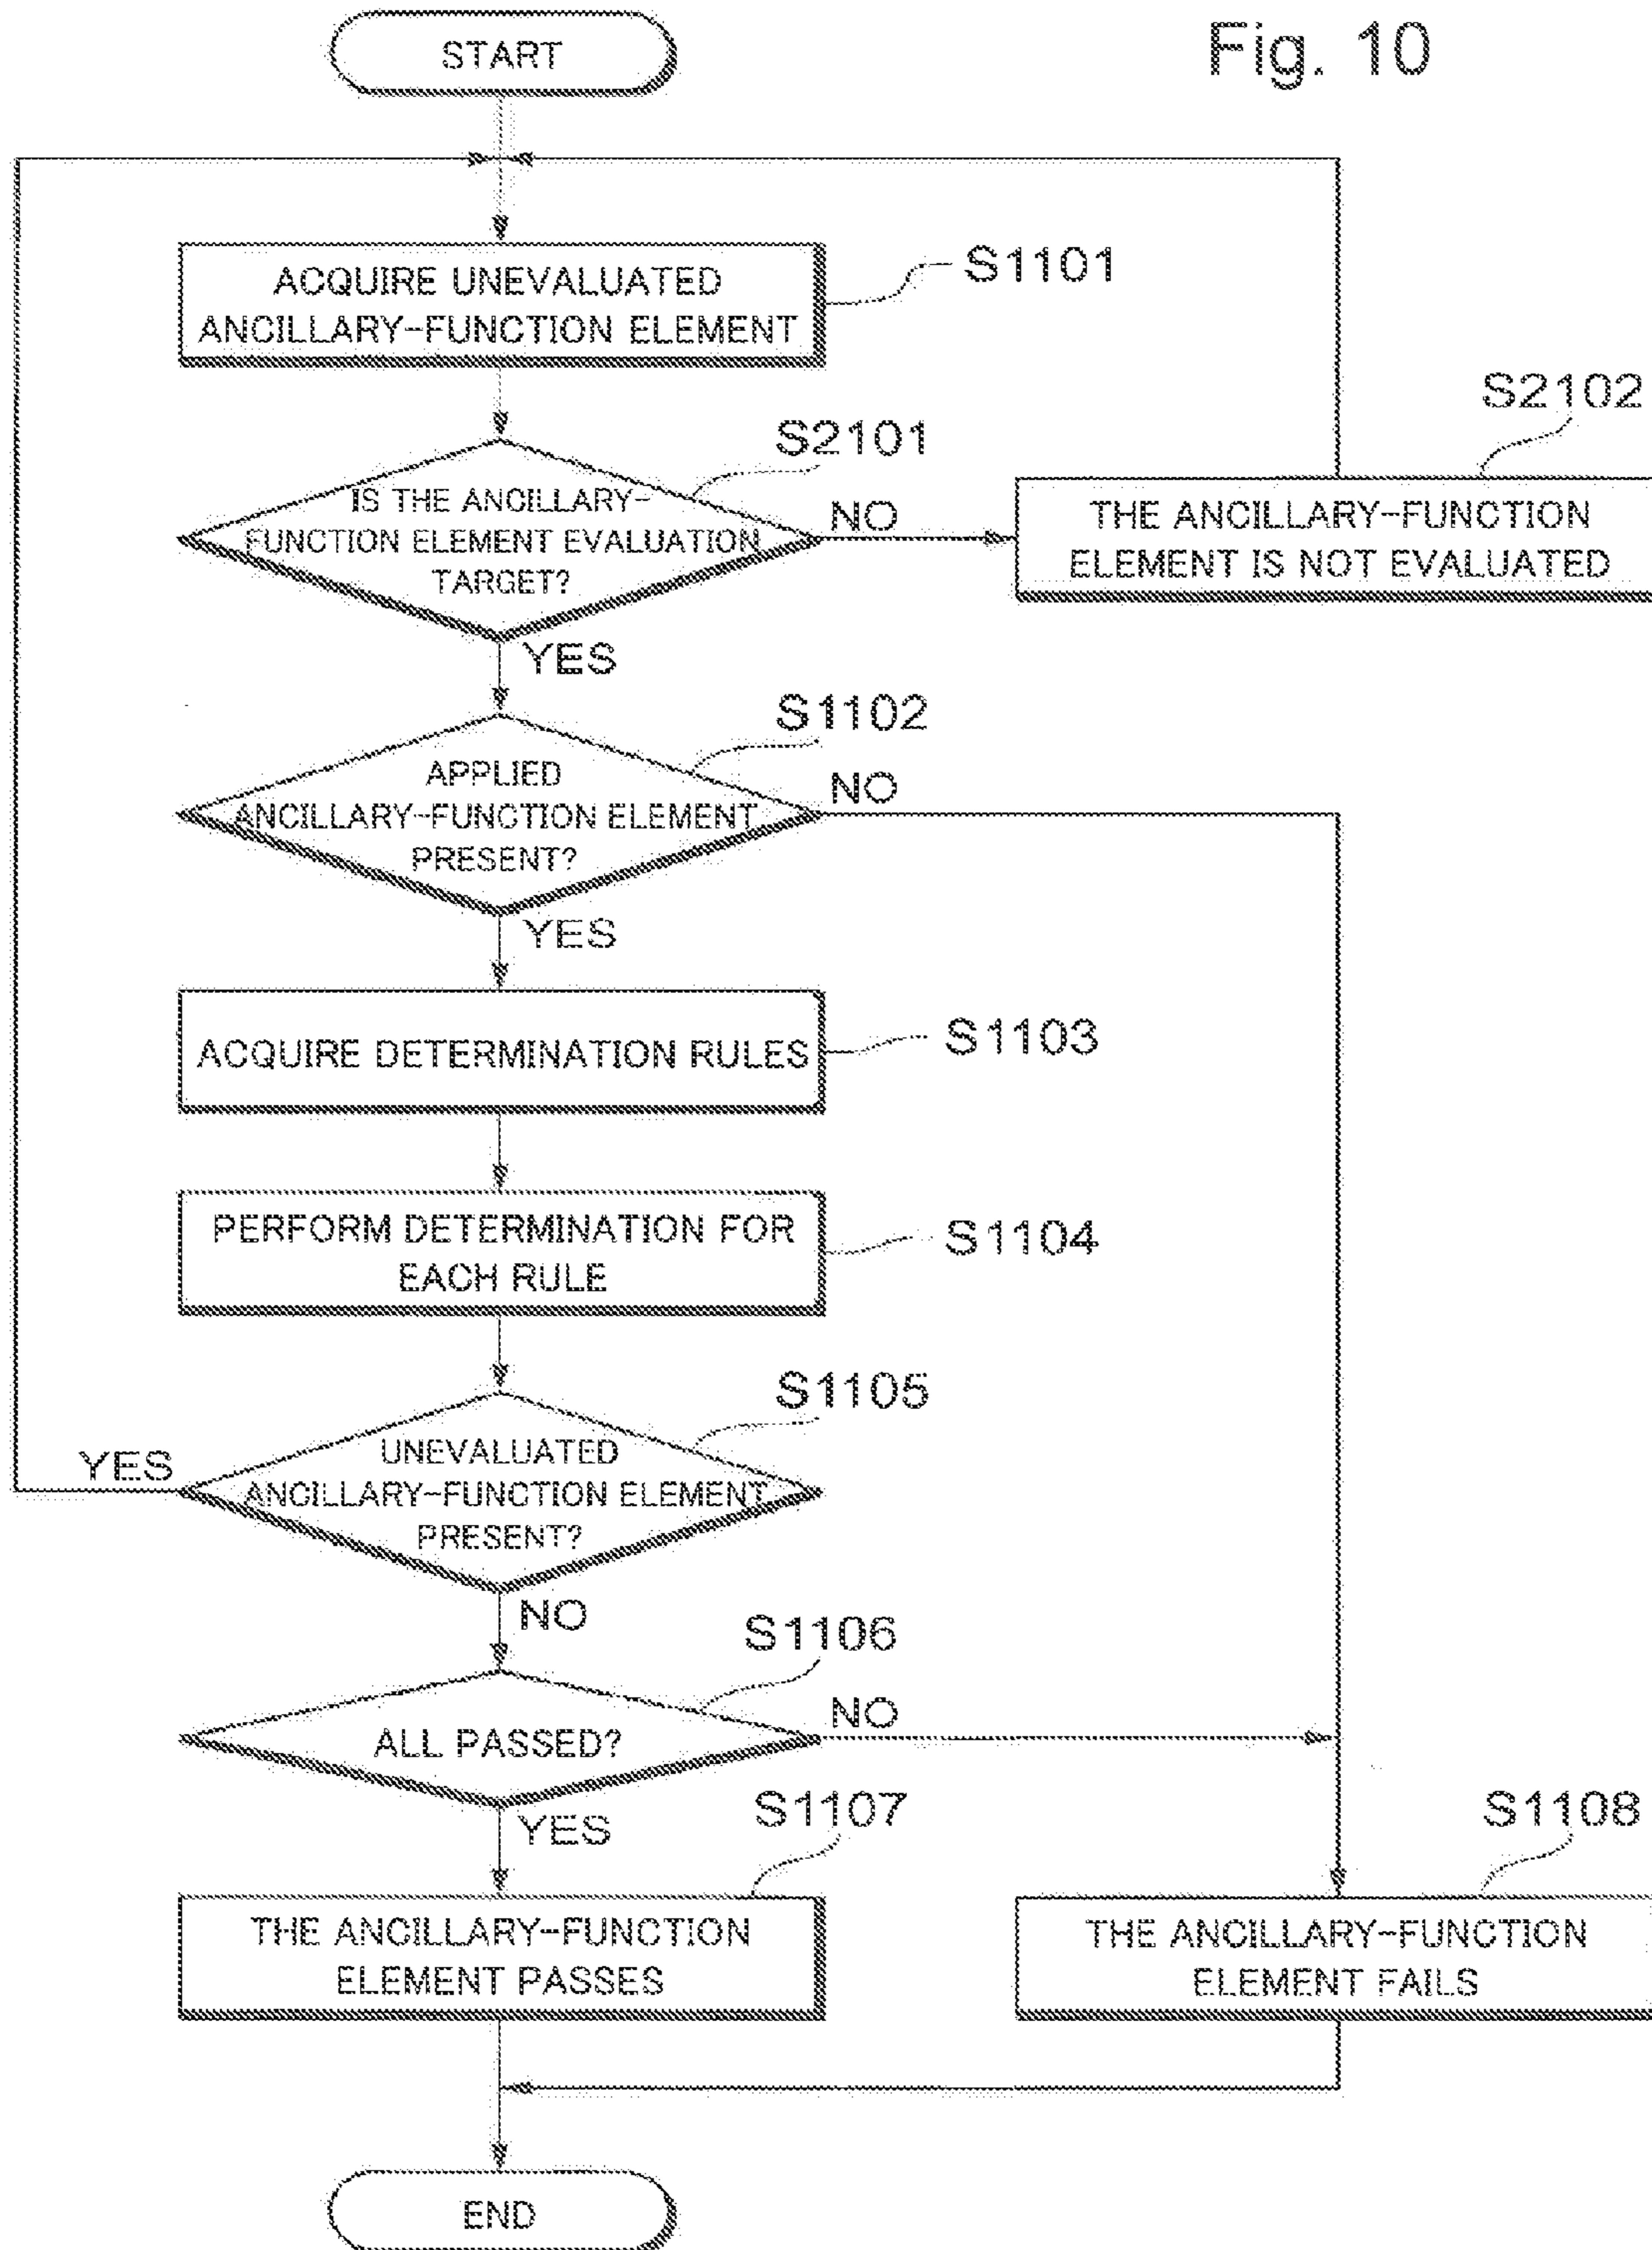 Fig. 10
START
ACQUIRE UNEVALUATED
ANCILLARY-FUNCTION ELEMENT
S1101
S2101
IS THE ANCILLARY-
FUNCTION ELEMENT EVALUATION
TARGET?
NO
YES
S2102
THE ANCILLARY-FUNCTION
ELEMENT IS NOT EVALUATED
S1102
APPLIED
ANCILLARY-FUNCTION ELEMENT
PRESENT?
NO
YES
ACQUIRE DETERMINATION RULES
S1103
PERFORM DETERMINATION FOR
EACH RULE
S1104
S1105
UNEVALUATED
ANCILLARY-FUNCTION ELEMENT
PRESENT?
YES
NO
S1106
ALL PASSED?
NO
YES
S1107
THE ANCILLARY-FUNCTION
ELEMENT PASSES
S1108
THE ANCILLARY-FUNCTION
ELEMENT FAILS
END